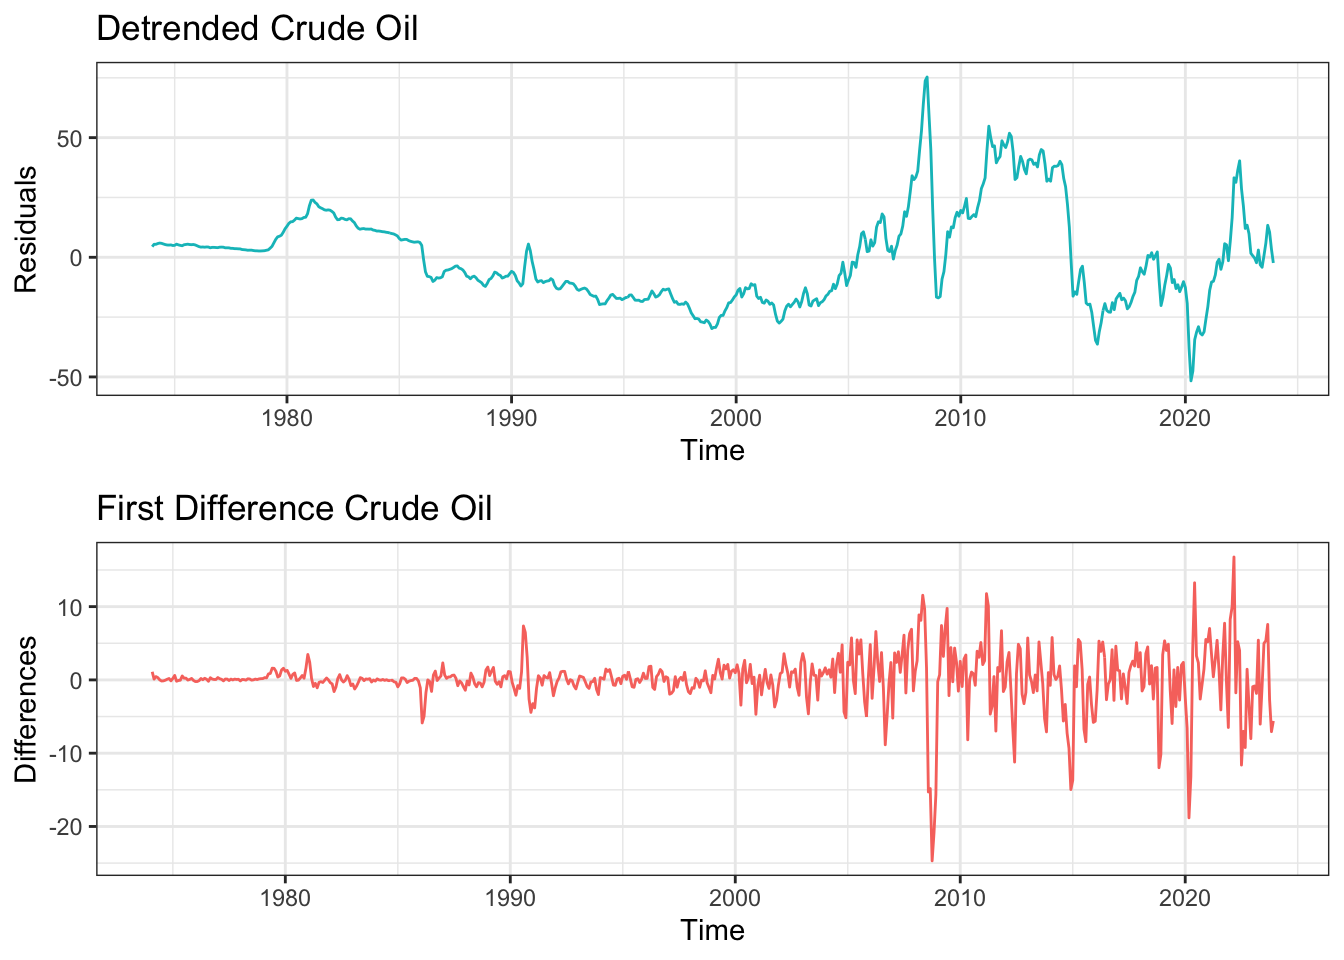 Detrended Crude Oil
Residuals
50
0
-50
1980 1990 2000 2010 2020
Time
First Difference Crude Oil
Differences
10
0
-10
-20
1980 1990 2000 2010 2020
Time